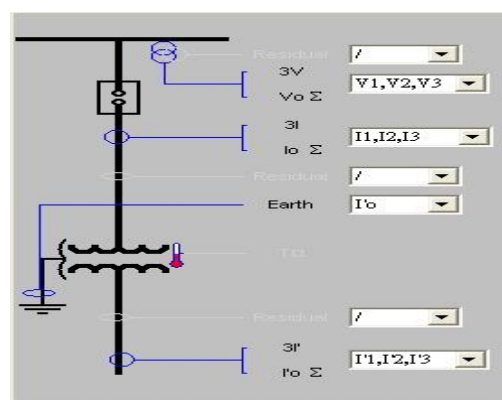 Residual /
3V
Vo Σ
V1,V2,V3
3I
Io Σ
I1,I2,I3
Residual /
Earth I'o
Residual /
3I'
I'o Σ
I'1,I'2,I'3